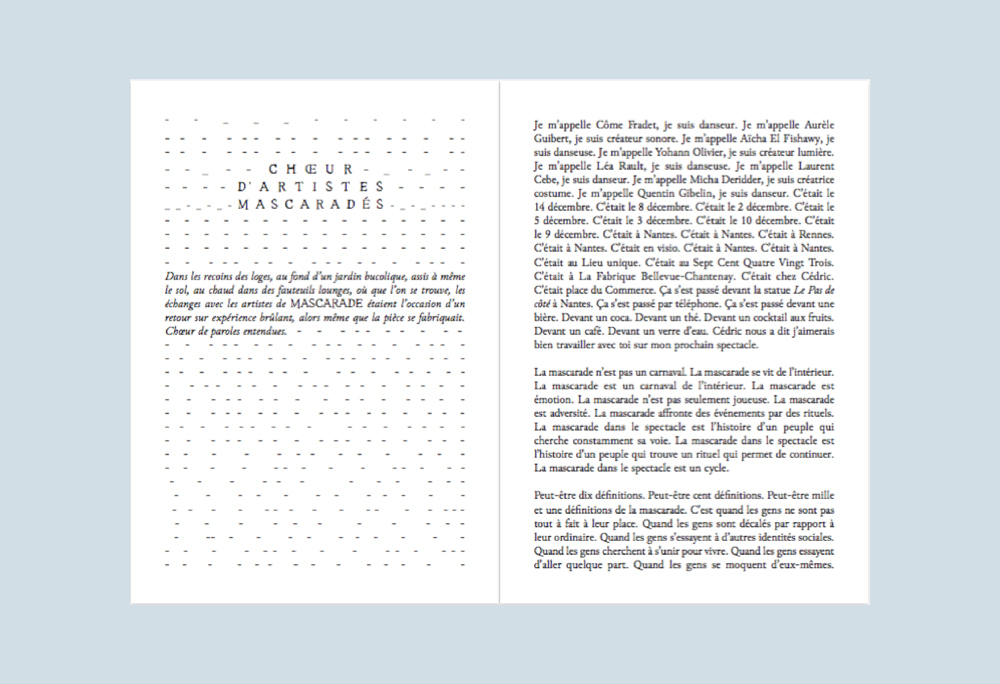 CHŒUR
D'ARTISTES
MASCARADÉS
Dans les recoins des loges, au fond d'un jardin bucolique, assis à même
le sol, au chaud dans des fauteuils lounges, où que l'on se trouve, les
échanges avec les artistes de MASCARADE étaient l'occasion d'un
retour sur expérience brûlant, alors même que la pièce se fabriquait.
Chœur de paroles entendues.
Je m'appelle Côme Fradet, je suis danseur. Je m'appelle Aurèle
Guibert, je suis créateur sonore. Je m'appelle Aïcha El Fishawy, je
suis danseuse. Je m'appelle Yohann Olivier, je suis créateur lumière.
Je m'appelle Léa Rault, je suis danseuse. Je m'appelle Laurent
Cebe, je suis danseur. Je m'appelle Micha Deridder, je suis créatrice
costume. Je m'appelle Quentin Gibelin, je suis danseur. C'était le
14 décembre. C'était le 8 décembre. C'était le 2 décembre. C'était le
5 décembre. C'était le 3 décembre. C'était le 10 décembre. C'était
le 9 décembre. C'était à Nantes. C'était à Nantes. C'était à Rennes.
C'était à Nantes. C'était en visio. C'était à Nantes. C'était à Nantes.
C'était au Lieu unique. C'était au Sept Cent Quatre Vingt Trois.
C'était à La Fabrique Bellevue-Chantenay. C'était chez Cédric.
C'était place du Commerce. Ça s'est passé devant la statue Le Pas de
côté à Nantes. Ça s'est passé par téléphone. Ça s'est passé devant une
bière. Devant un coca. Devant un thé. Devant un cocktail aux fruits.
Devant un café. Devant un verre d'eau. Cédric nous a dit j'aimerais
bien travailler avec toi sur mon prochain spectacle.
La mascarade n'est pas un carnaval. La mascarade se vit de l'intérieur.
La mascarade est un carnaval de l'intérieur. La mascarade est
émotion. La mascarade n'est pas seulement joueuse. La mascarade
est adversité. La mascarade affronte des événements par des rituels.
La mascarade dans le spectacle est l'histoire d'un peuple qui
cherche constamment sa voie. La mascarade dans le spectacle est
l'histoire d'un peuple qui trouve un rituel qui permet de continuer.
La mascarade dans le spectacle est un cycle.
Peut-être dix définitions. Peut-être cent définitions. Peut-être mille
et une définitions de la mascarade. C'est quand les gens ne sont pas
tout à fait à leur place. Quand les gens sont décalés par rapport à
leur ordinaire. Quand les gens s'essayent à d'autres identités sociales.
Quand les gens cherchent à s'unir pour vivre. Quand les gens essayent
d'aller quelque part. Quand les gens se moquent d'eux-mêmes.